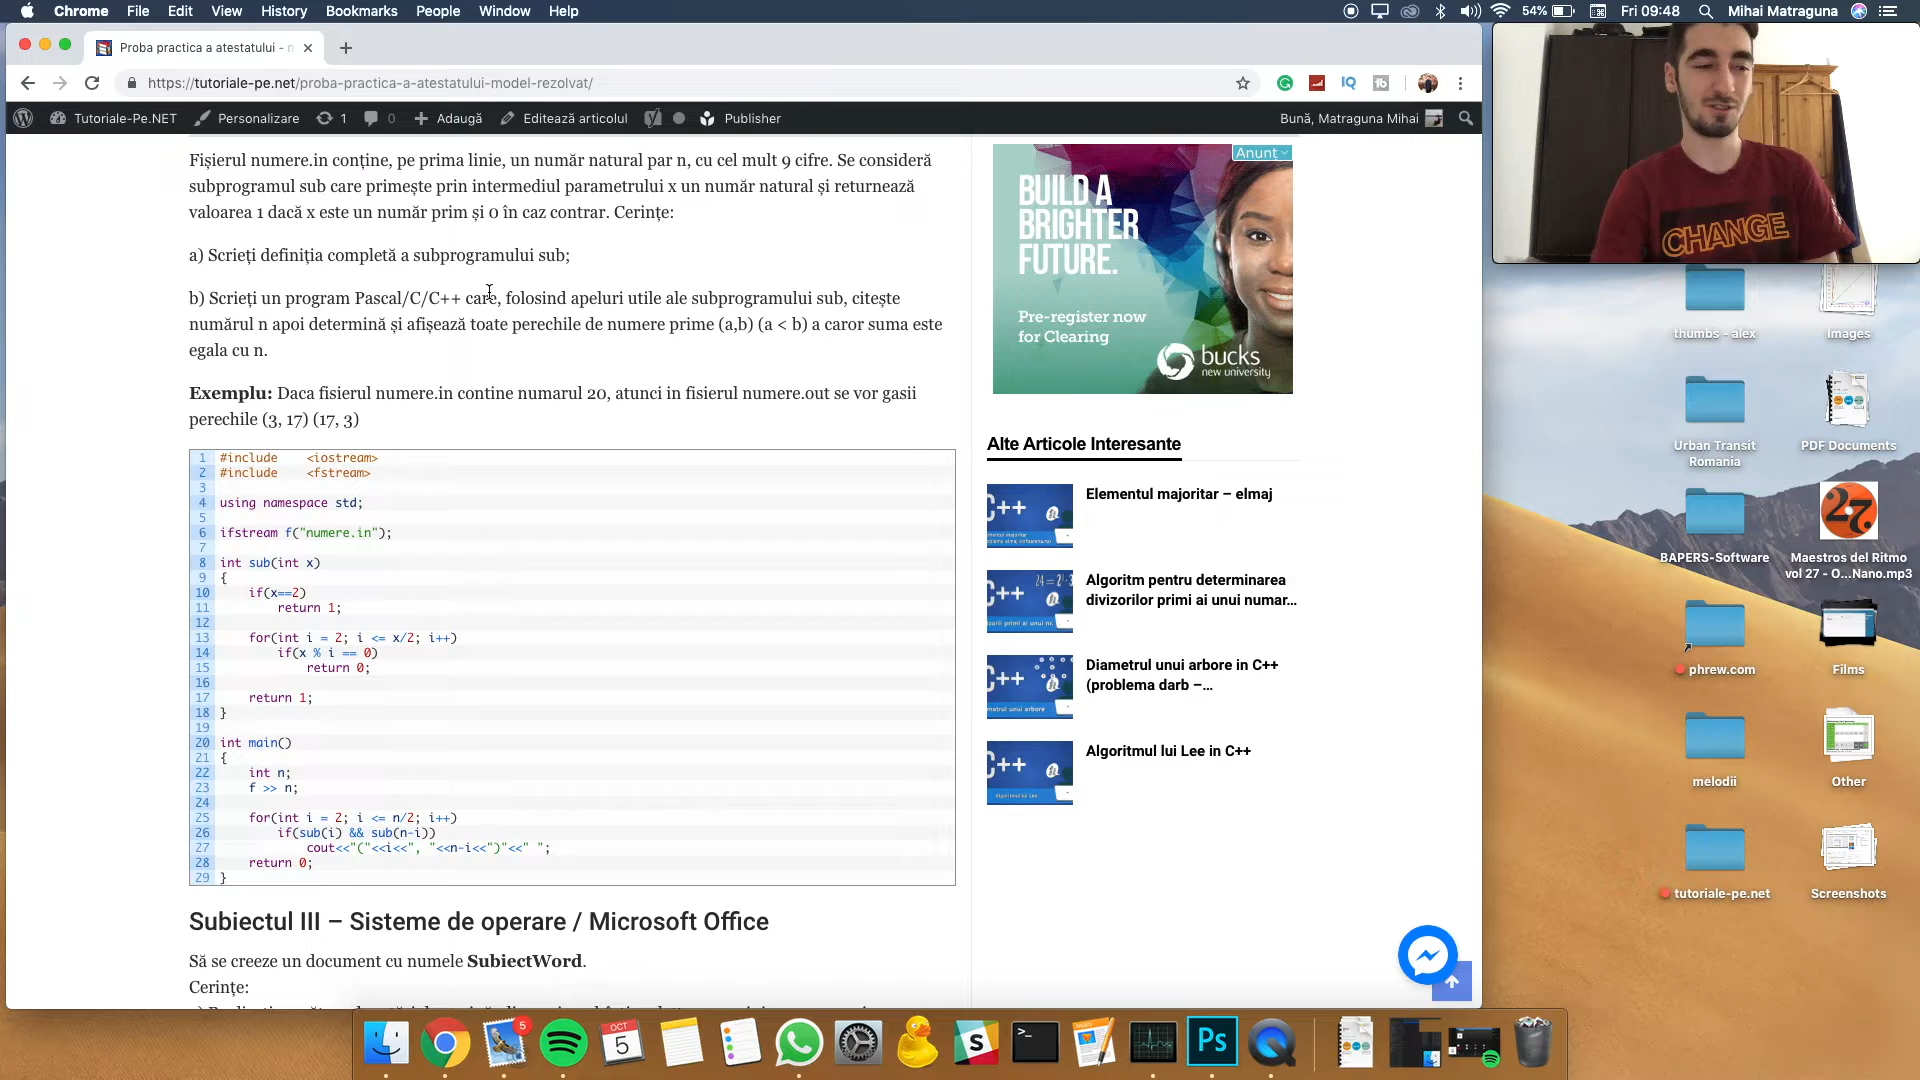 Chrome File Edit View History Bookmarks People Window Help
54% Fri 09:48 Mihai Matraguna
Proba practica a atestatului - n
https://tutoriale-pe.net/proba-practica-a-atestatului-model-rezolvat/
Tutoriale-Pe.NET Personalizare 1 0 Adaugă Editează articolul Publisher Bună, Matraguna Mihai
Fișierul numere.in conține, pe prima linie, un număr natural par n, cu cel mult 9 cifre. Se consideră
subprogramul sub care primește prin intermediul parametrului x un număr natural și returnează
valoarea 1 dacă x este un număr prim și 0 în caz contrar. Cerințe:
a) Scrieți definiția completă a subprogramului sub;
b) Scrieți un program Pascal/C/C++ care, folosind apeluri utile ale subprogramului sub, citește
numărul n apoi determină și afișează toate perechile de numere prime (a,b) (a < b) a caror suma este
egala cu n.
Exemplu: Daca fisierul numere.in contine numarul 20, atunci in fisierul numere.out se vor gasii
perechile (3, 17) (17, 3)
1 #include <iostream>
2 #include <fstream>
3
4 using namespace std;
5
6 ifstream f("numere.in");
7
8 int sub(int x)
9 {
10 if(x==2)
11 return 1;
12
13 for(int i = 2; i <= x/2; i++)
14 if(x % i == 0)
15 return 0;
16
17 return 1;
18 }
19
20 int main()
21 {
22 int n;
23 f >> n;
24
25 for(int i = 2; i <= n/2; i++)
26 if(sub(i) && sub(n-i))
27 cout<<"("<<i<<", "<<n-i<<")"<<" ";
28 return 0;
29 }
Subiectul III – Sisteme de operare / Microsoft Office
Să se creeze un document cu numele SubiectWord.
Cerințe:
Anunt
BUILD A
BRIGHTER
FUTURE.
Pre-register now
for Clearing
bucks
new university
Alte Articole Interesante
Elementul majoritar – elmaj
Algoritm pentru determinarea
divizorilor primi ai unui numar...
Diametrul unui arbore in C++
(problema darb –...
Algoritmul lui Lee in C++
CHANGE
thumbs - alex
Images
Urban Transit
Romania
PDF Documents
27
BAPERS-Software
Maestros del Ritmo
vol 27 - O...Nano.mp3
phrew.com
Films
melodii
Other
tutoriale-pe.net
Screenshots
5
OCT
5
S
Ps